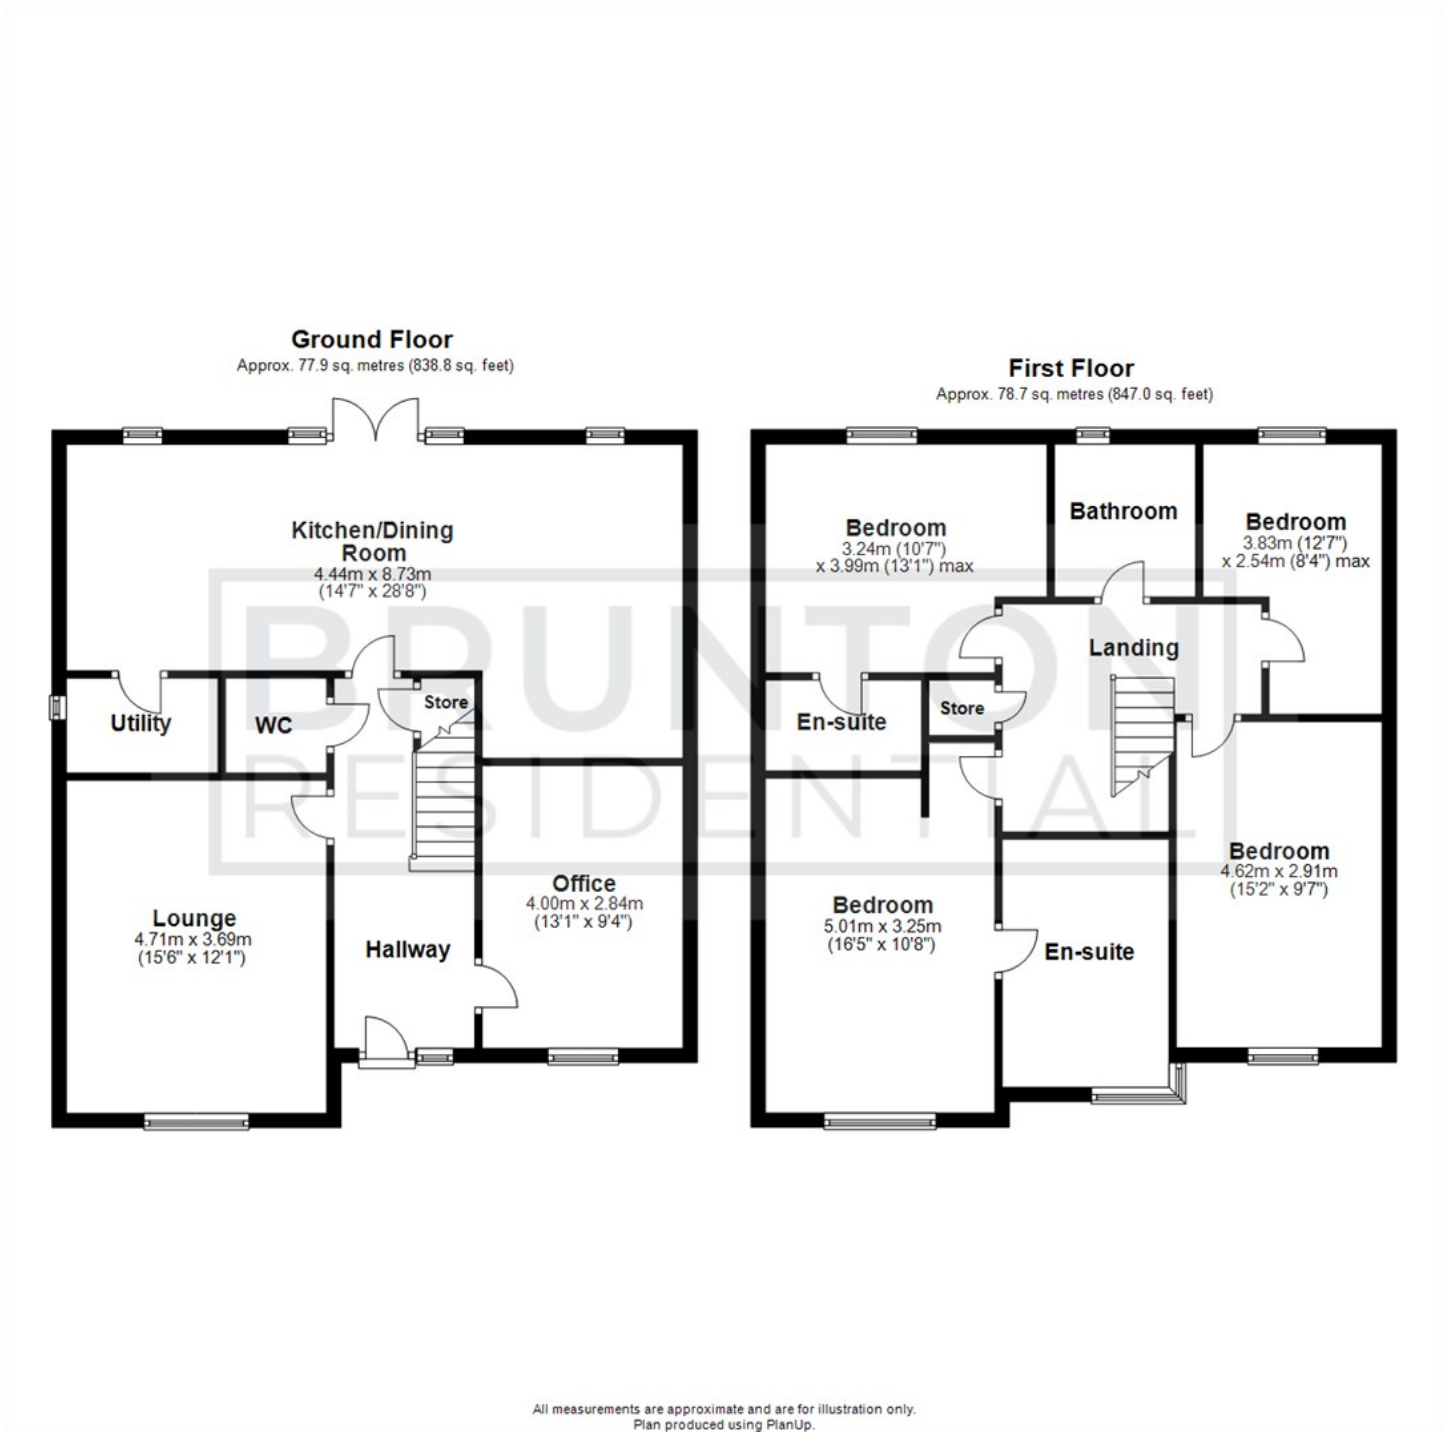 Ground Floor
Approx. 77.9 sq. metres (838.8 sq. feet)
Kitchen/Dining
Room
4.44m x 8.73m
(14'7" x 28'8")
Utility
WC
Store
Lounge
4.71m x 3.69m
(15'6" x 12'1")
Hallway
Office
4.00m x 2.84m
(13'1" x 9'4")
First Floor
Approx. 78.7 sq. metres (847.0 sq. feet)
Bedroom
3.24m (10'7")
x 3.99m (13'1") max
Bathroom
Bedroom
3.83m (12'7")
x 2.54m (8'4") max
Landing
En-suite
Store
Bedroom
5.01m x 3.25m
(16'5" x 10'8")
En-suite
Bedroom
4.62m x 2.91m
(15'2" x 9'7")
BRUNTON
RESIDENTIAL
All measurements are approximate and are for illustration only.
Plan produced using PlanUp.